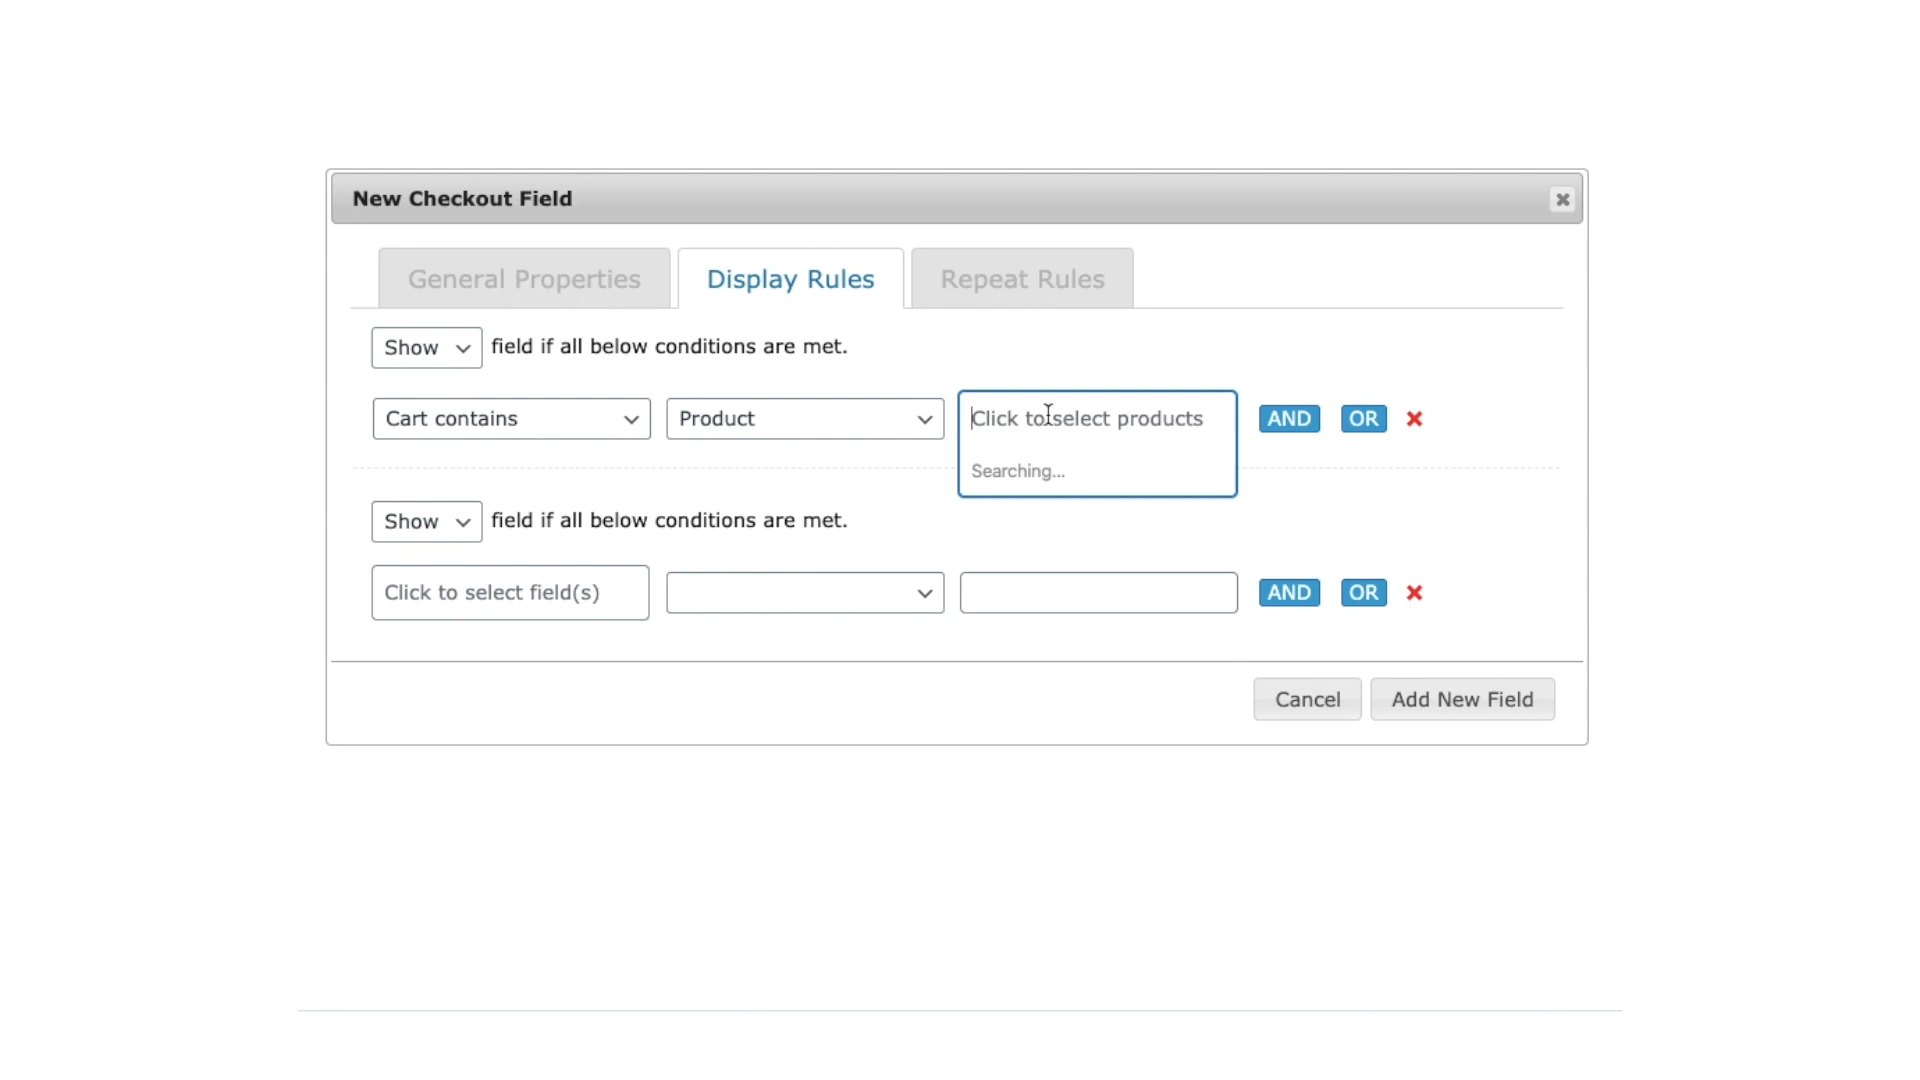 New Checkout Field
General Properties Display Rules Repeat Rules
Show field if all below conditions are met.
Cart contains Product Click to select products AND OR
Searching...
Show field if all below conditions are met.
Click to select field(s) AND OR
Cancel Add New Field